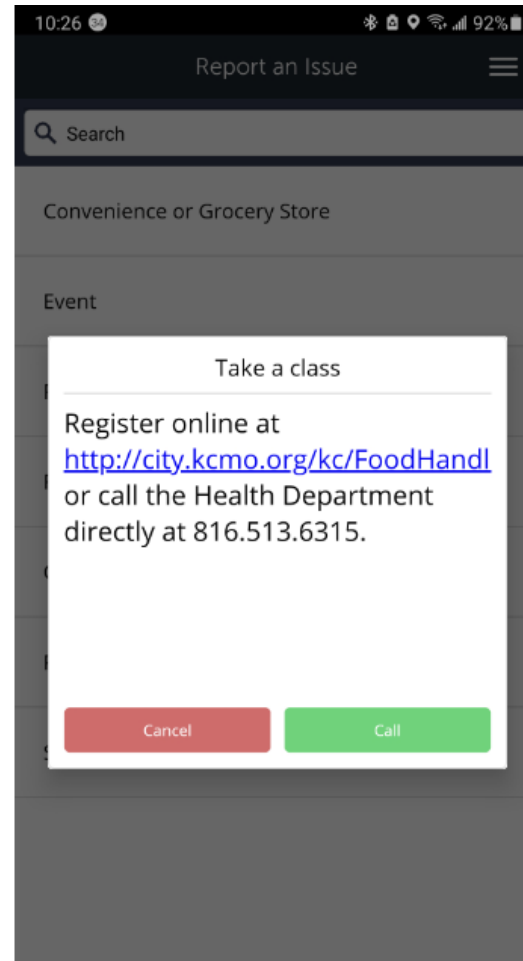 10:26 34 92%
Report an Issue
Search
Convenience or Grocery Store
Event
Take a class
Register online at
http://city.kcmo.org/kc/FoodHandl
or call the Health Department
directly at 816.513.6315.
Cancel Call